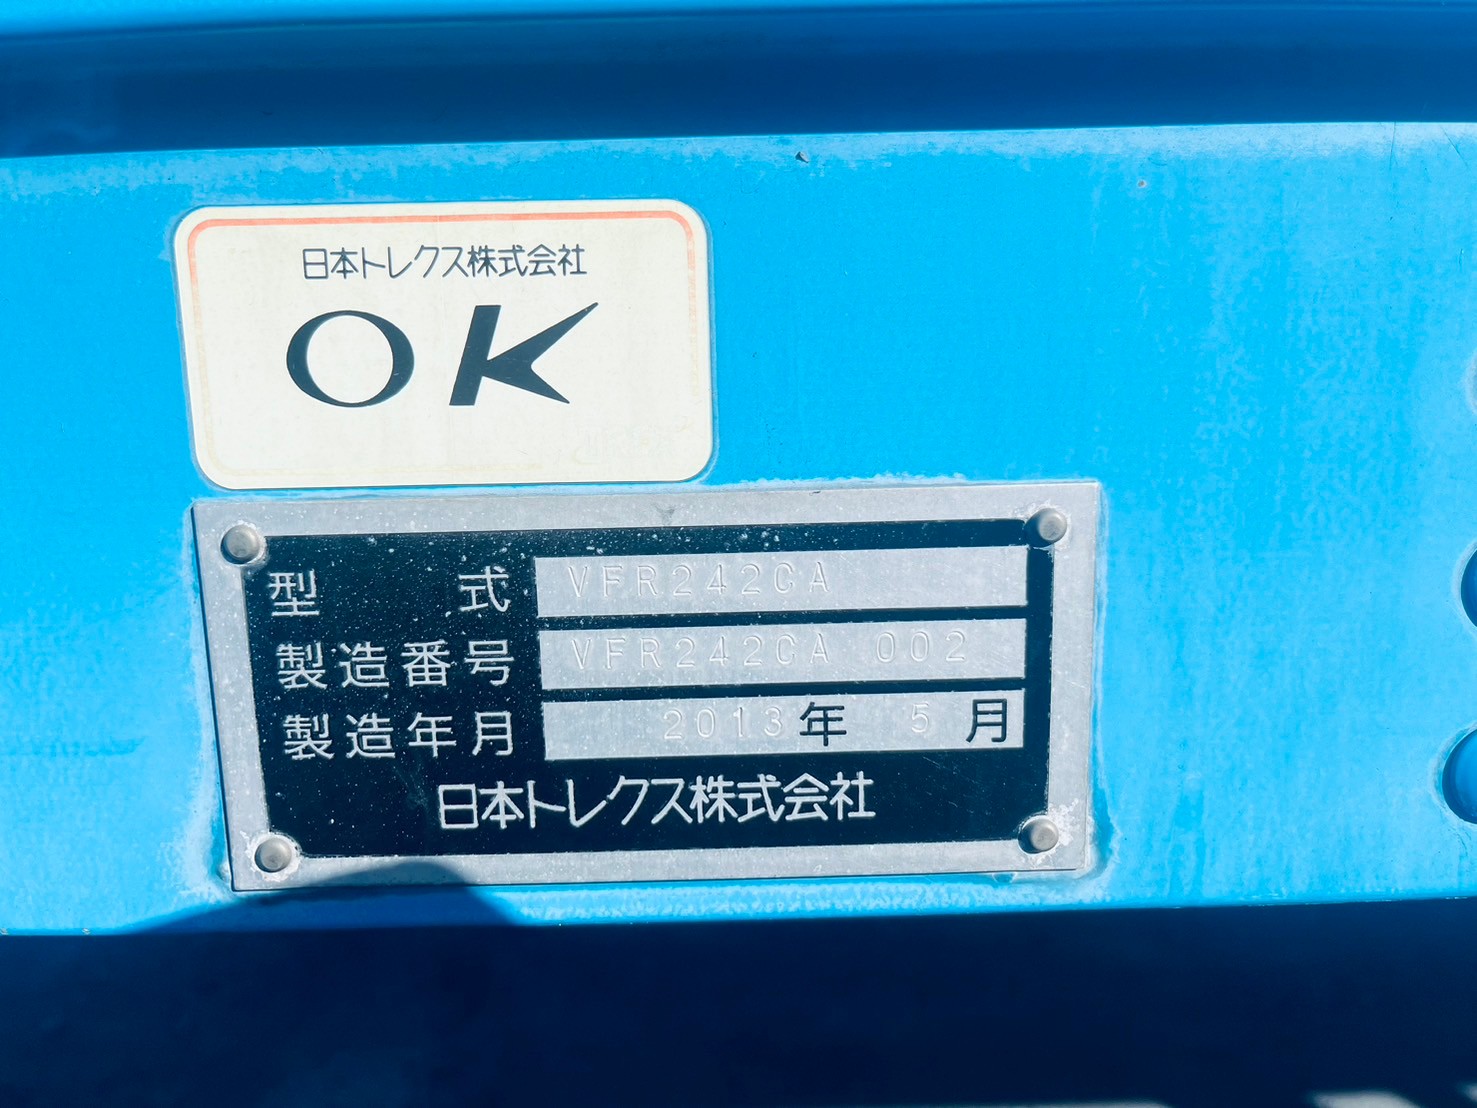 日本トレクス株式会社
OK
型式 VFR242CA
製造番号 VFR242CA 002
製造年月 2013年 5月
日本トレクス株式会社